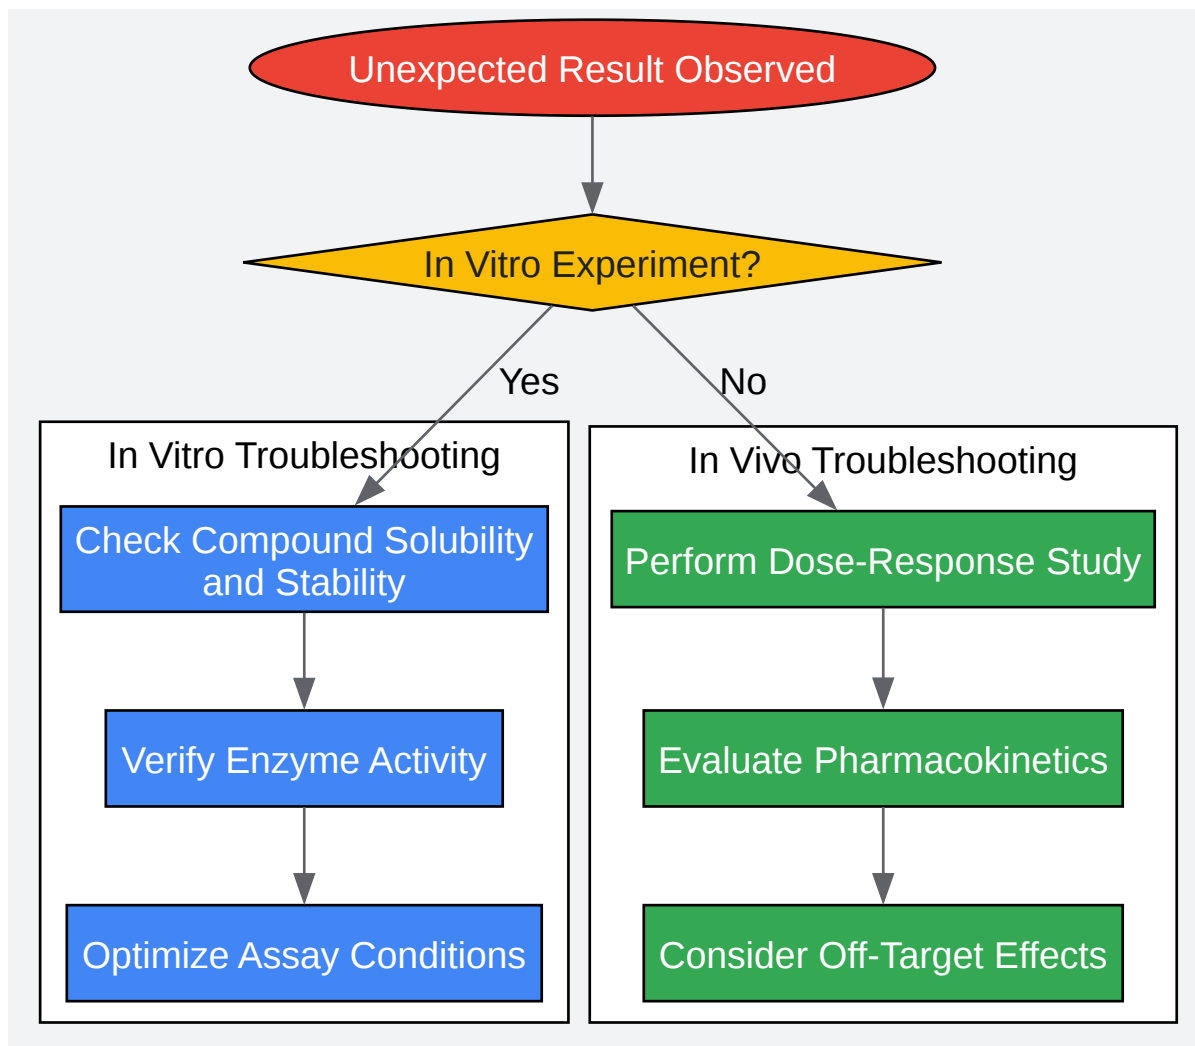 Unexpected Result Observed
In Vitro Experiment?
Yes
No
In Vitro Troubleshooting
Check Compound Solubility
and Stability
Verify Enzyme Activity
Optimize Assay Conditions
In Vivo Troubleshooting
Perform Dose-Response Study
Evaluate Pharmacokinetics
Consider Off-Target Effects